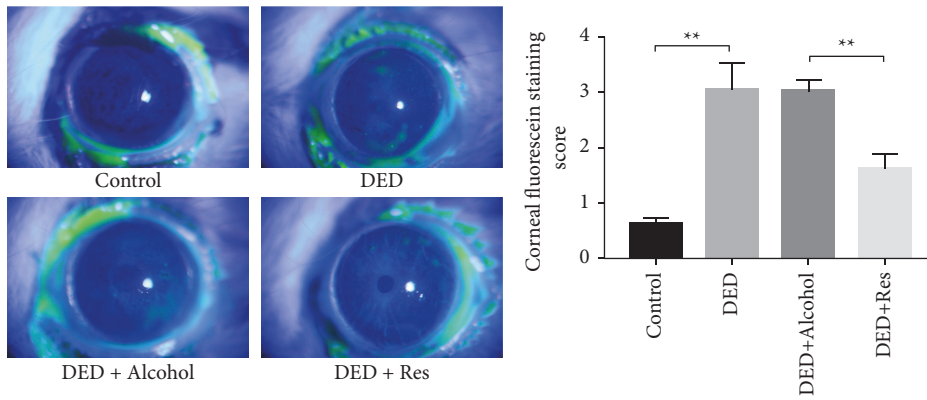 Control
DED
DED + Alcohol
DED + Res
Corneal fluorescein staining
score
4
3
2
1
0
**
**
Control
DED
DED+Alcohol
DED+Res